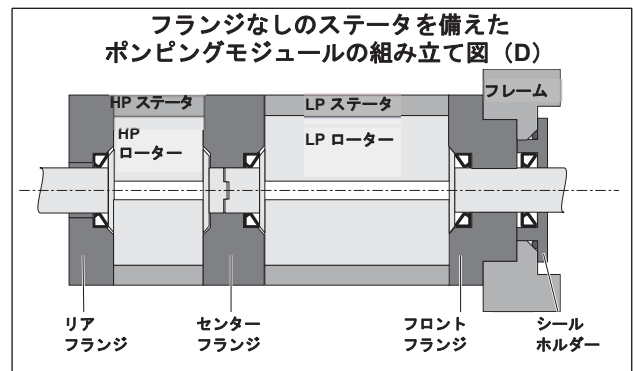 フランジなしのステータを備えた
ポンピングモジュールの組み立て図（D）
フレーム
HP ステータ
LP ステータ
HP
ローター
LP ローター
リア
フランジ
センター
フランジ
フロント
フランジ
シール
ホルダー